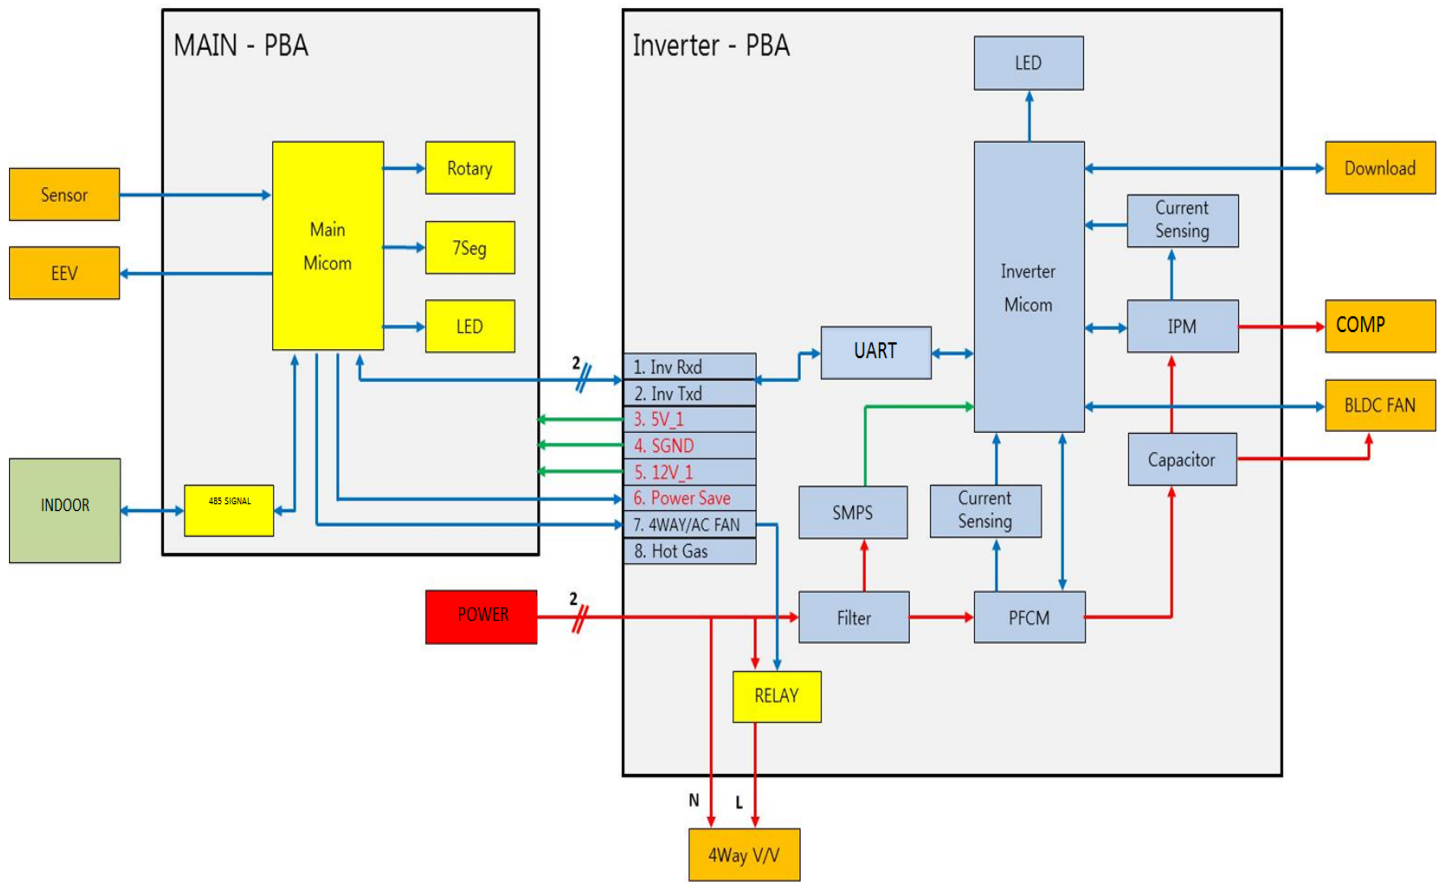 MAIN - PBA
Inverter - PBA
LED
Rotary
Download
Sensor
Current
Sensing
Main
Micom
7Seg
EEV
Inverter
Micom
LED
IPM
COMP
UART
2
1. Inv Rxd
2. Inv Txd
3. 5V_1
4. SGND
5. 12V_1
6. Power Save
7. 4WAY/AC FAN
8. Hot Gas
BLDC FAN
Capacitor
INDOOR
485 SIGNAL
SMPS
Current
Sensing
POWER
2
Filter
PFCM
RELAY
N
L
4Way V/V